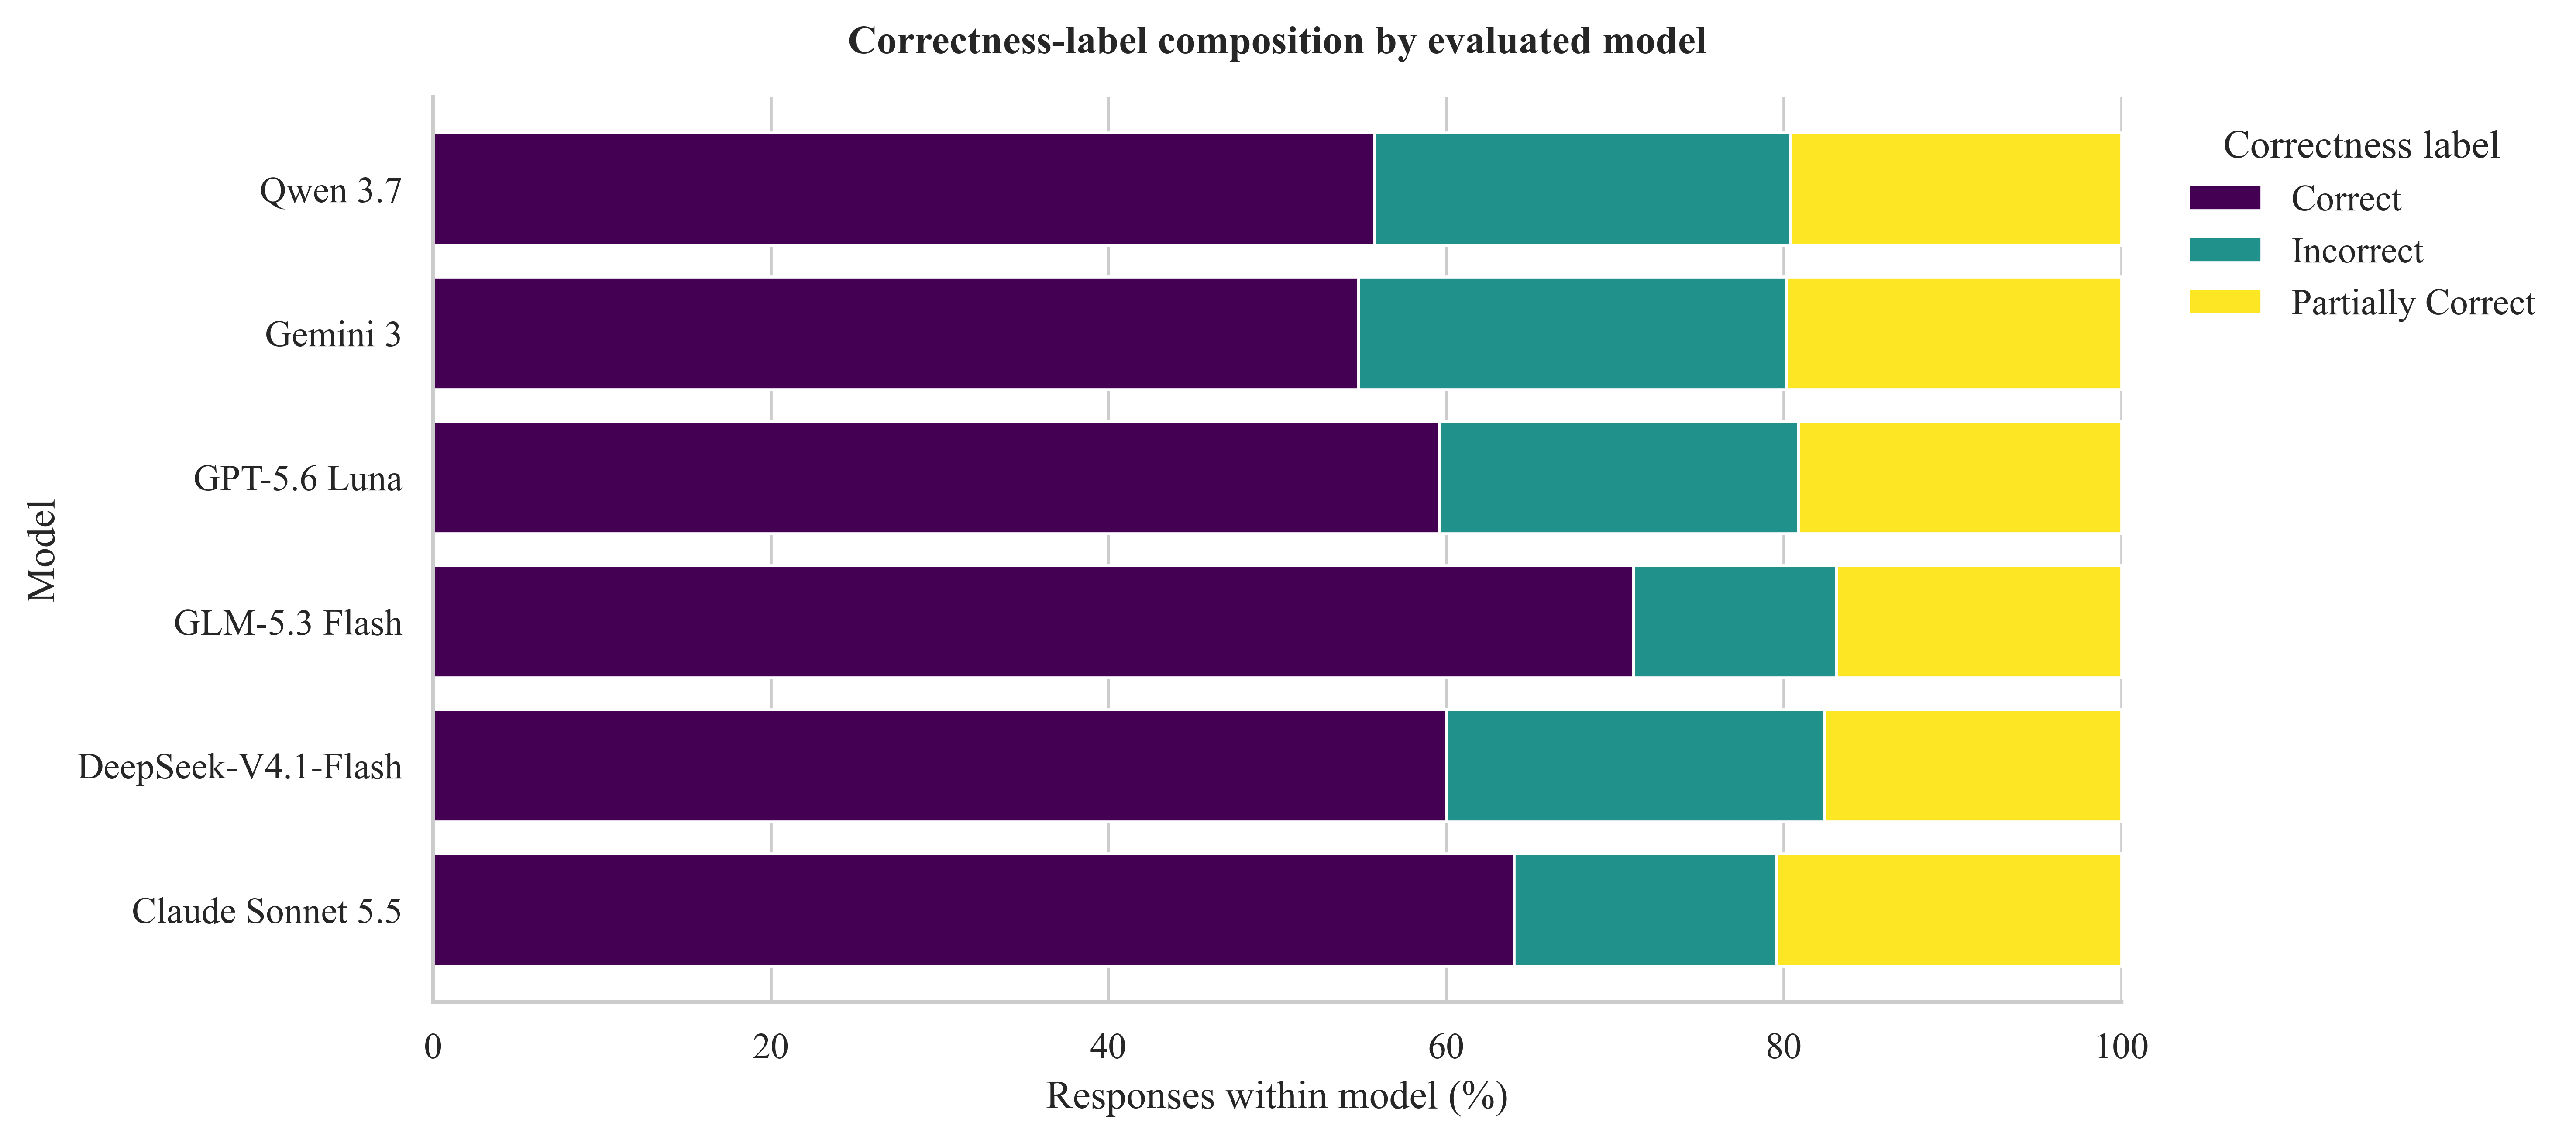 Correctness-label composition by evaluated model
Correctness label
Correct
Incorrect
Partially Correct
Model
Qwen 3.7
Gemini 3
GPT-5.6 Luna
GLM-5.3 Flash
DeepSeek-V4.1-Flash
Claude Sonnet 5.5
0 20 40 60 80 100
Responses within model (%)